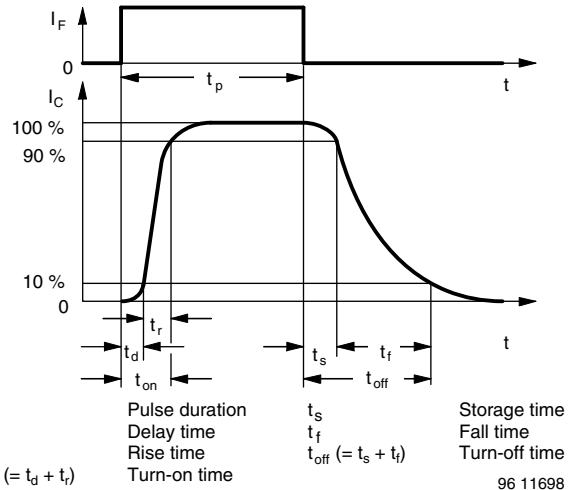 I_F
0
t_p
t
I_C
100 %
90 %
10 %
0
t_r
t_d
t_s
t_f
t
t_on
t_off
Pulse duration t_s Storage time
Delay time t_f Fall time
Rise time t_off (= t_s + t_f) Turn-off time
(= t_d + t_r) Turn-on time
96 11698